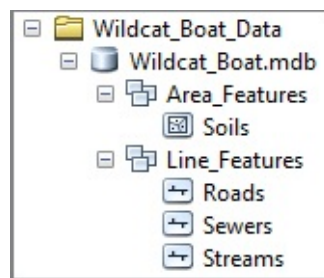 Wildcat_Boat_Data
Wildcat_Boat.mdb
Area_Features
Soils
Line_Features
Roads
Sewers
Streams